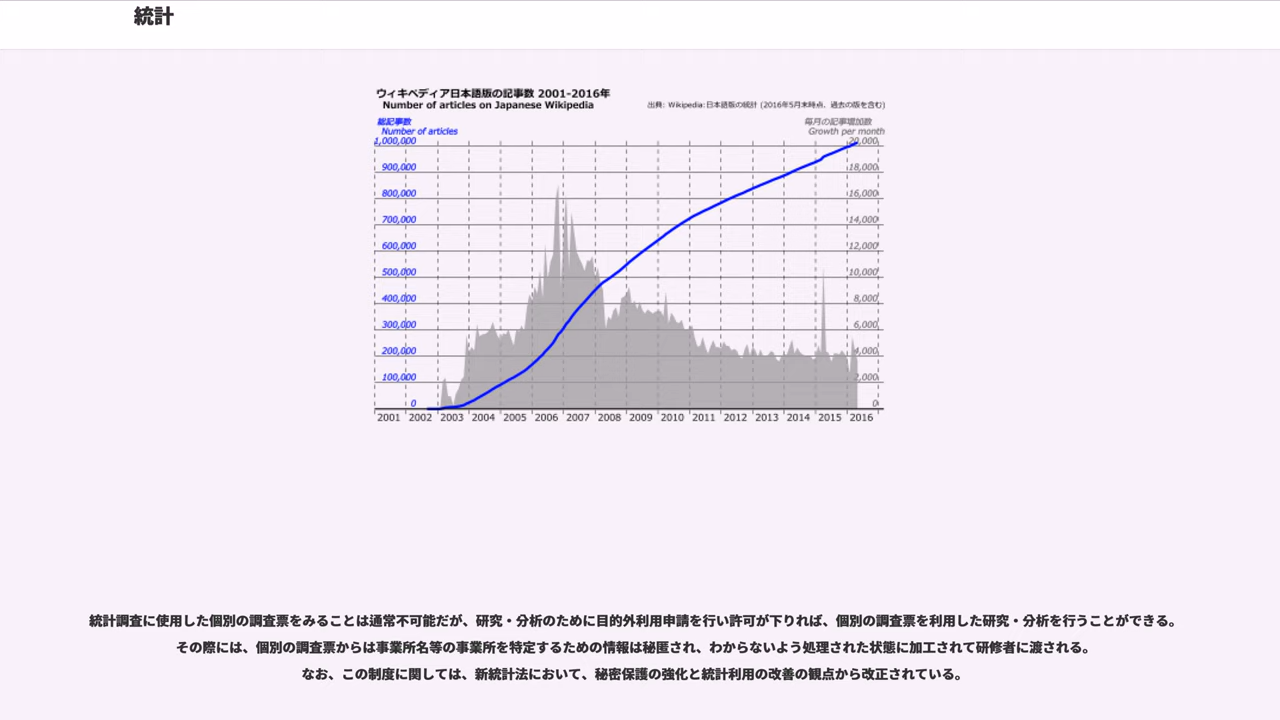 統計
ウィキペディア日本語版の記事数 2001-2016年
Number of articles on Japanese Wikipedia
出典: Wikipedia:日本語版の統計 (2016年5月末時点、過去の版を含む)
総記事数
Number of articles
毎月の記事増加数
Growth per month
1,000,000 20,000
900,000 18,000
800,000 16,000
700,000 14,000
600,000 12,000
500,000 10,000
400,000 8,000
300,000 6,000
200,000 4,000
100,000 2,000
0 0
2001 2002 2003 2004 2005 2006 2007 2008 2009 2010 2011 2012 2013 2014 2015 2016
統計調査に使用した個別の調査票をみることは通常不可能だが、研究・分析のために目的外利用申請を行い許可が下りれば、個別の調査票を利用した研究・分析を行うことができる。
その際には、個別の調査票からは事業所名等の事業所を特定するための情報は秘匿され、わからないよう処理された状態に加工されて研修者に渡される。
なお、この制度に関しては、新統計法において、秘密保護の強化と統計利用の改善の観点から改正されている。